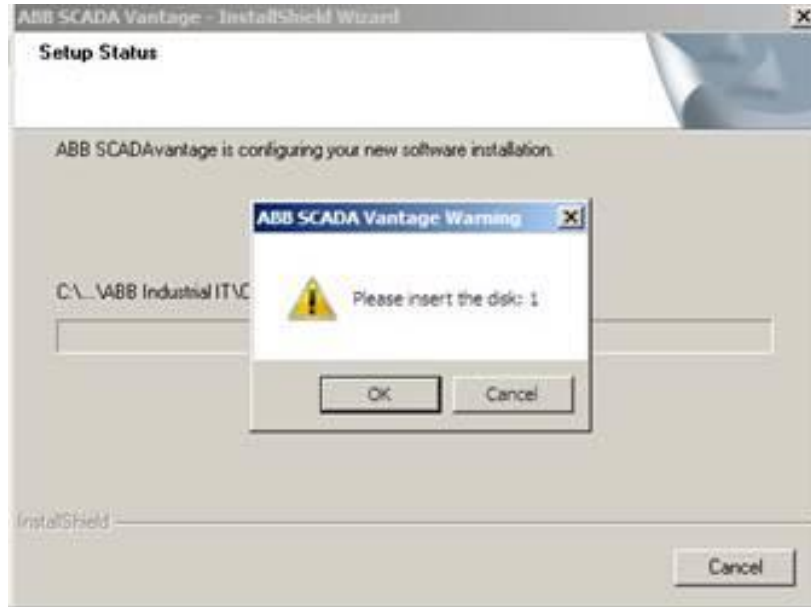 ABB SCADA Vantage - InstallShield Wizard
Setup Status
ABB SCADAvantage is configuring your new software installation.
ABB SCADA Vantage Warning
C:\...\ABB Industrial IT\
Please insert the disk: 1
OK
Cancel
InstallShield
Cancel